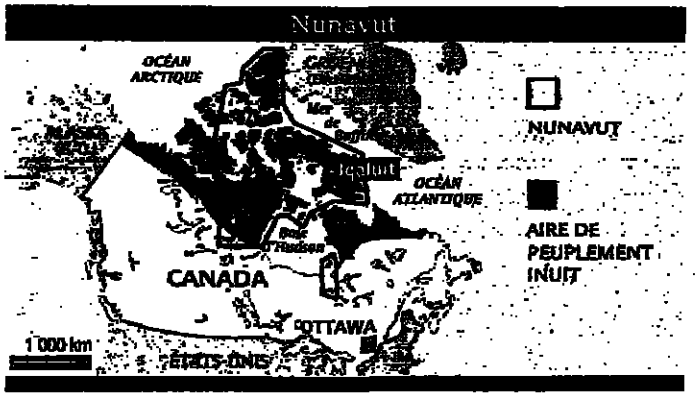 Nunavut
OCÉAN
ARCTIQUE
Mer
de
NUNAVUT
OCÉAN
ATLANTIQUE
AIRE DE
PEUPLEMENT
INUIT
Baie
d'Hudson
CANADA
OTTAWA
1 000 km
ÉTATS-UNIS